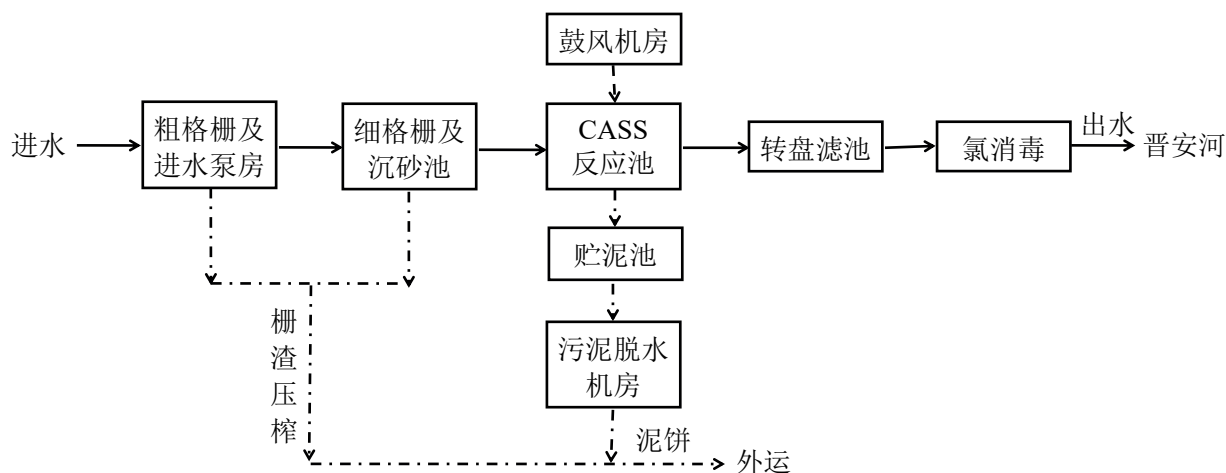 鼓风机房
进水
粗格栅及
进水泵房
细格栅及
沉砂池
CASS
反应池
转盘滤池
氯消毒
出水
晋安河
贮泥池
栅
渣
压
榨
污泥脱水
机房
泥饼
外运